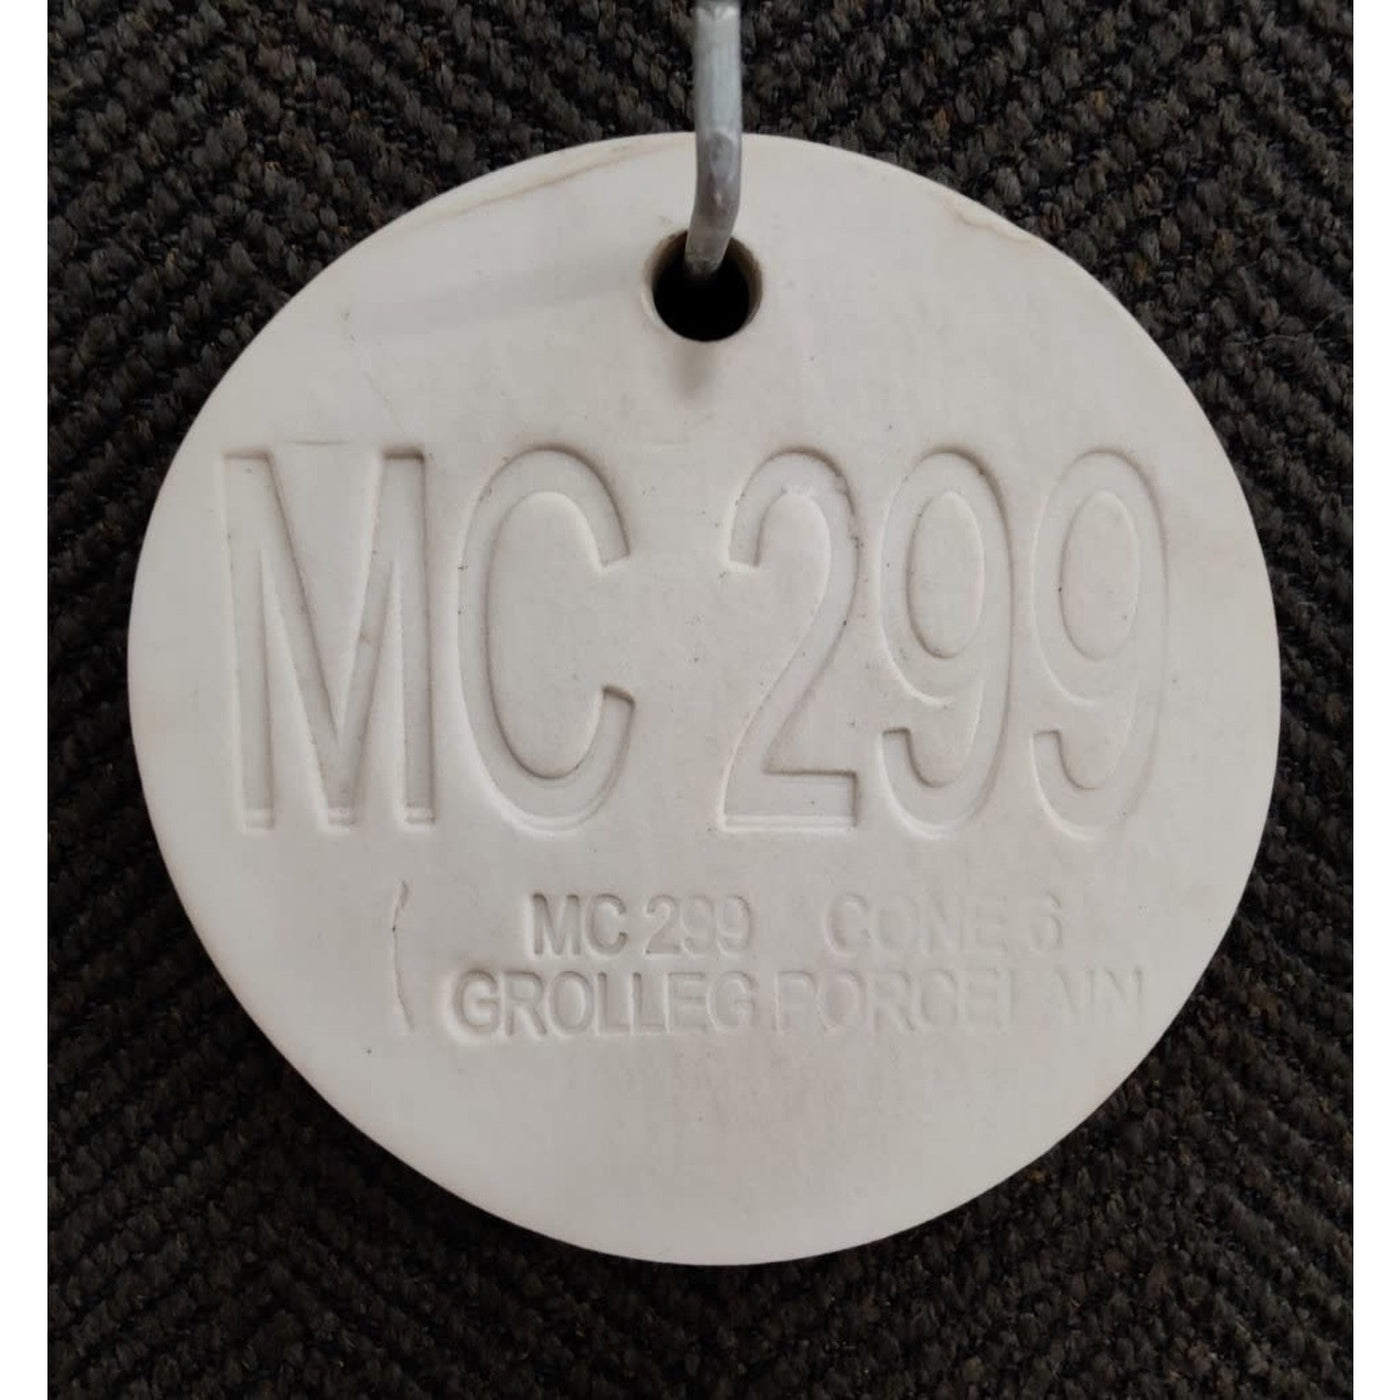 MC 299
MC 299 CONE 6
GROLLEG PORCELAIN